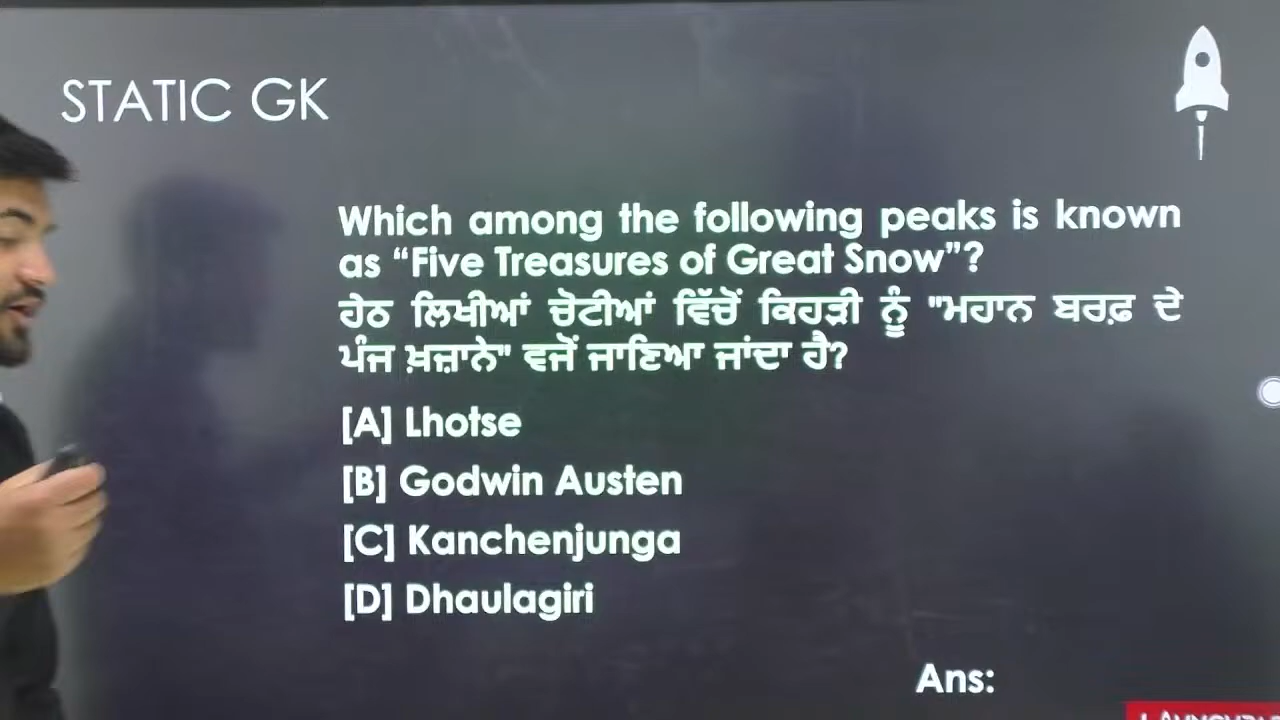 STATIC GK
Which among the following peaks is known
as “Five Treasures of Great Snow”?
ਹੇਠ ਲਿਖੀਆਂ ਚੋਟੀਆਂ ਵਿੱਚੋਂ ਕਿਹੜੀ ਨੂੰ "ਮਹਾਨ ਬਰਫ਼ ਦੇ
ਪੰਜ ਖ਼ਜ਼ਾਨੇ" ਵਜੋਂ ਜਾਣਿਆ ਜਾਂਦਾ ਹੈ?
[A] Lhotse
[B] Godwin Austen
[C] Kanchenjunga
[D] Dhaulagiri
Ans: